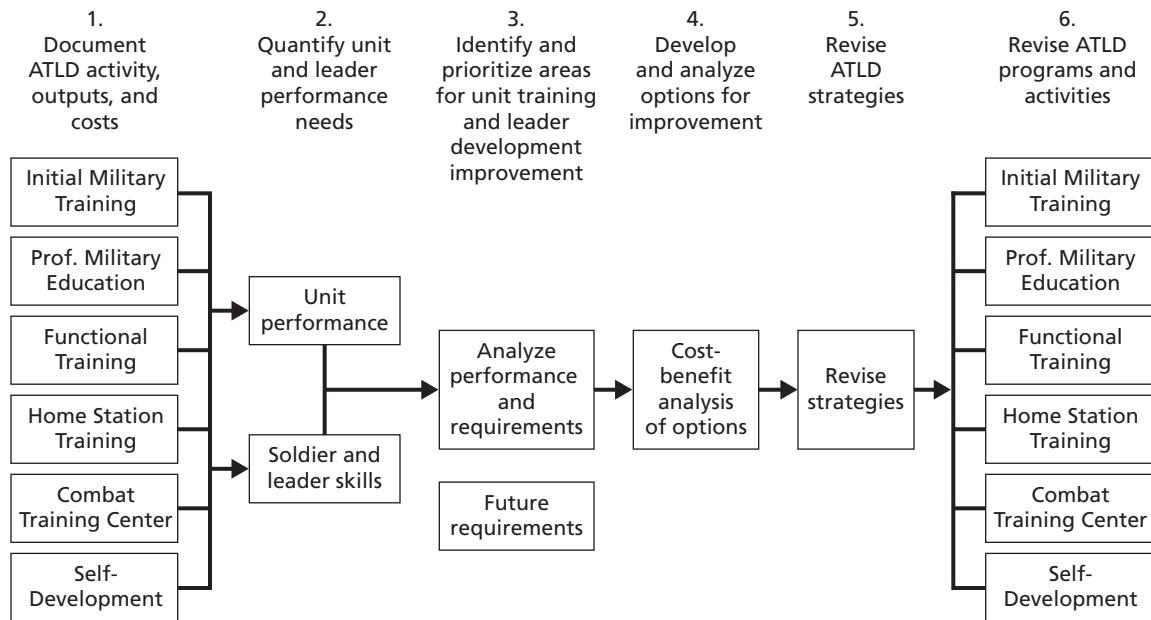 1.
Document
ATLD activity,
outputs, and
costs
2.
Quantify unit
and leader
performance
needs
3.
Identify and
prioritize areas
for unit training
and leader
development
improvement
4.
Develop
and analyze
options for
improvement
5.
Revise
ATLD
strategies
6.
Revise ATLD
programs and
activities
Initial Military
Training
Prof. Military
Education
Functional
Training
Home Station
Training
Combat
Training Center
Self-
Development
Unit
performance
Soldier and
leader skills
Analyze
performance
and
requirements
Future
requirements
Cost-
benefit
analysis
of options
Revise
strategies
Initial Military
Training
Prof. Military
Education
Functional
Training
Home Station
Training
Combat
Training Center
Self-
Development